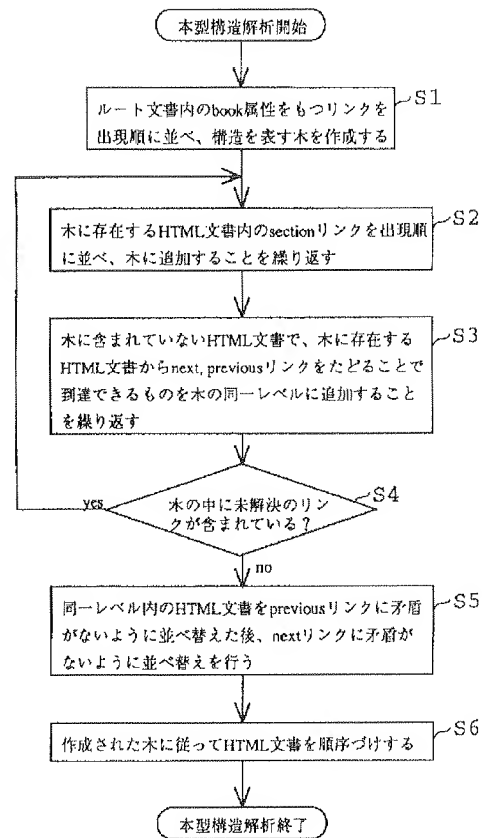 本型構造解析開始
S1
ルート文書内のbook属性をもつリンクを
出現順に並べ、構造を表す木を作成する
S2
木に存在するHTML文書内のsectionリンクを出現順
に並べ、木に追加することを繰り返す
S3
木に含まれていないHTML文書で、木に存在する
HTML文書からnext, previousリンクをたどることで
到達できるものを木の同一レベルに追加すること
を繰り返す
S4
yes
木の中に未解決のリン
クが含まれている？
no
S5
同一レベル内のHTML文書をpreviousリンクに矛盾
がないように並べ替えた後、nextリンクに矛盾が
ないように並べ替えを行う
S6
作成された木に従ってHTML文書を順序づけする
本型構造解析終了